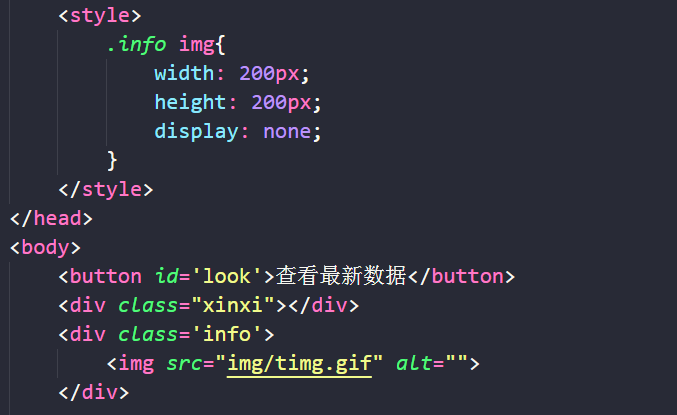 <style>
.info img{
width: 200px;
height: 200px;
display: none;
}
</style>
</head>
<body>
<button id='look'>查看最新数据</button>
<div class="xinxi"></div>
<div class='info'>
<img src="img/timg.gif" alt="">
</div>